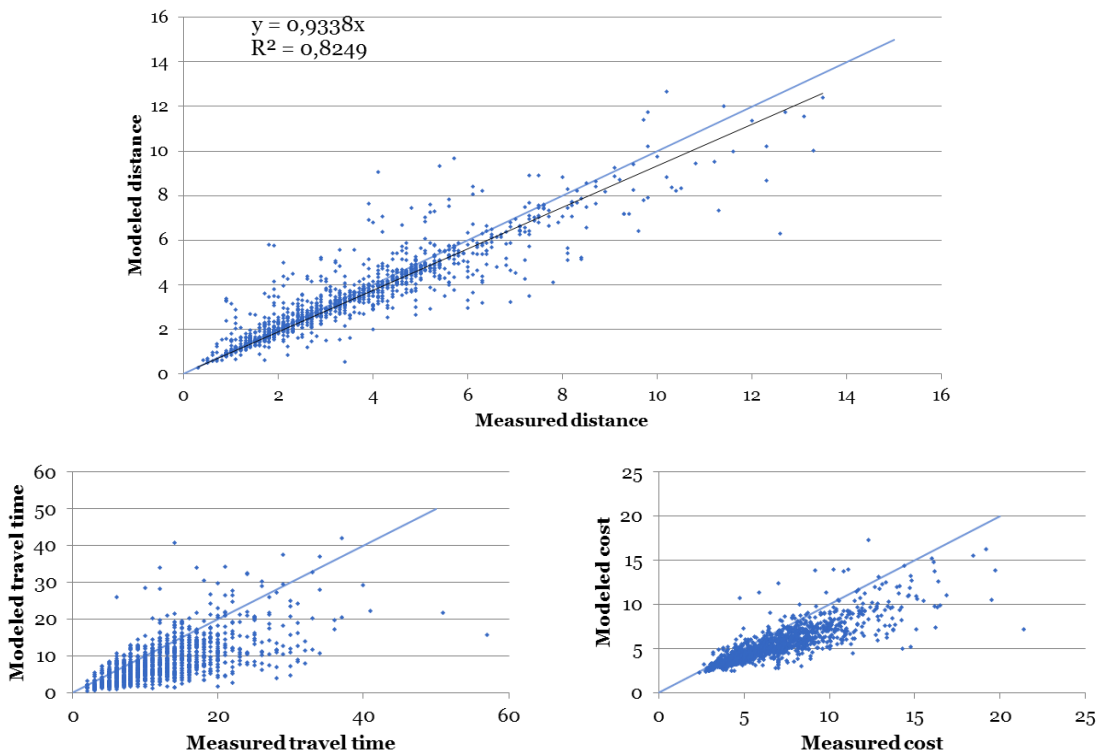 y = 0,9338x
R² = 0,8249
16
14
12
10
8
6
4
2
0
Modeled distance
0 2 4 6 8 10 12 14 16
Measured distance
60
50
40
30
20
10
0
Modeled travel time
0 20 40 60
Measured travel time
25
20
15
10
5
0
Modeled cost
0 5 10 15 20 25
Measured cost